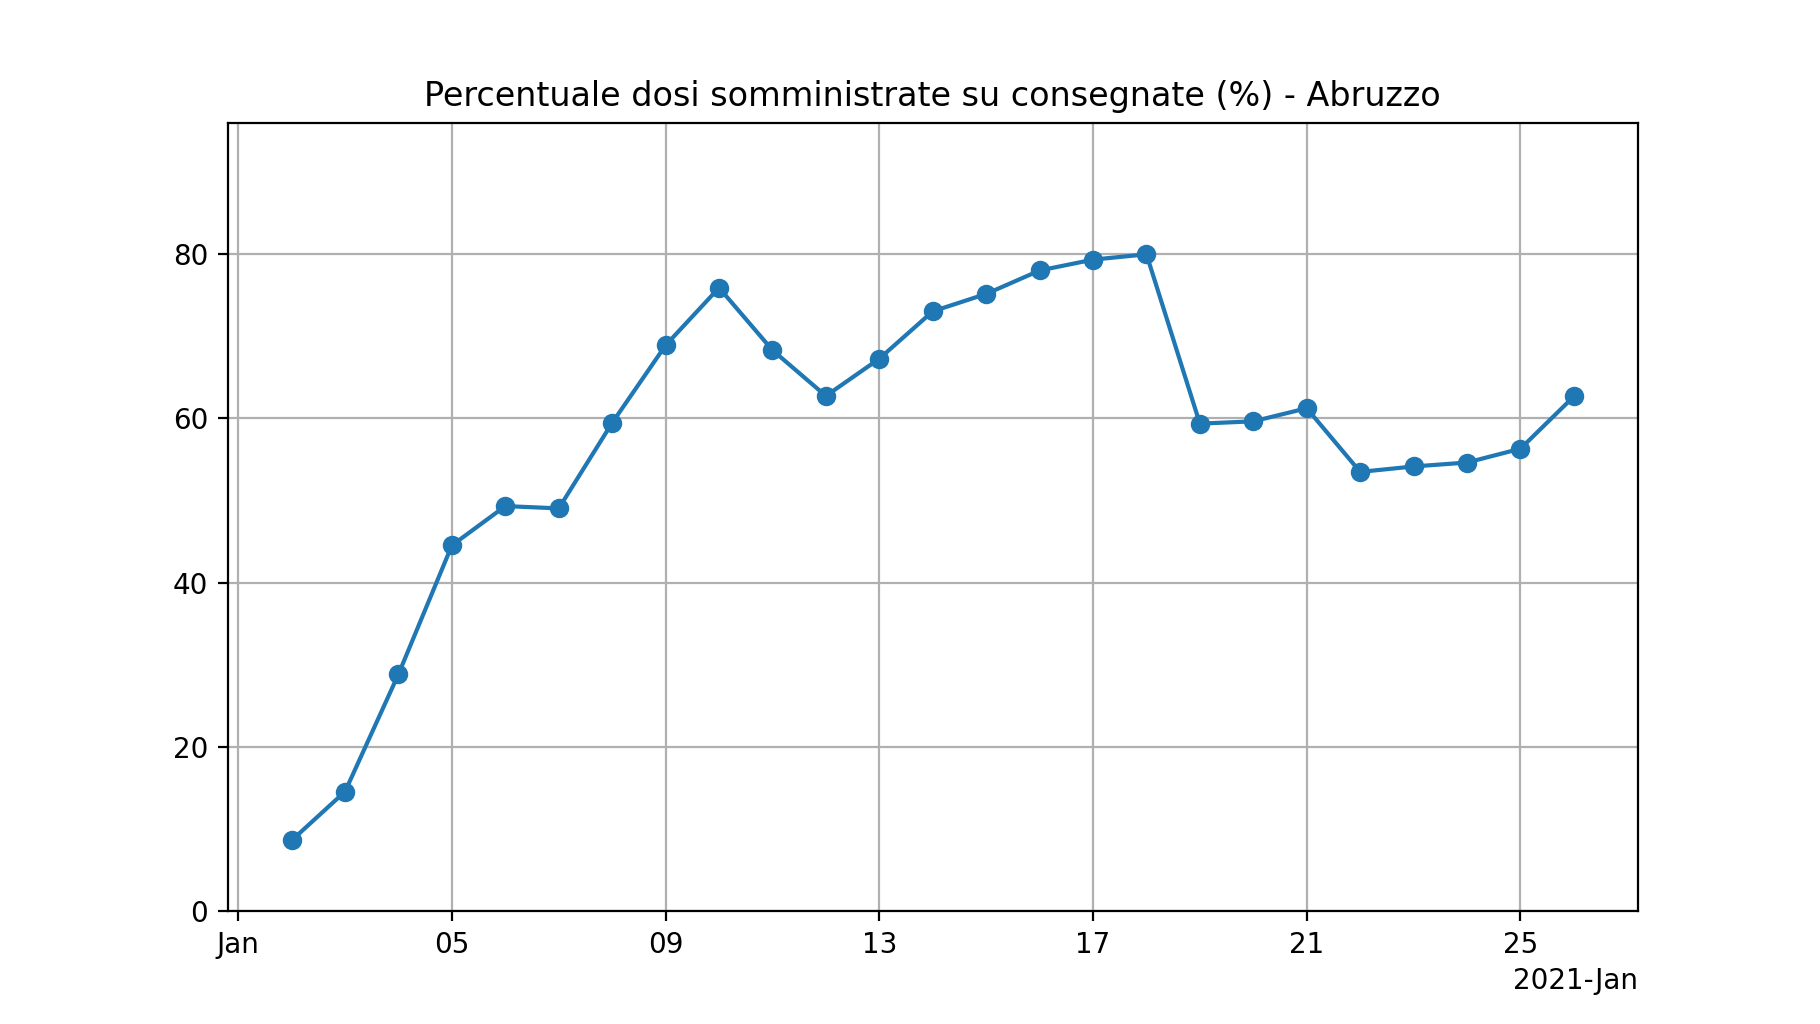 Percentuale dosi somministrate su consegnate (%) - Abruzzo
80
60
40
20
0
Jan 05 09 13 17 21 25
2021-Jan